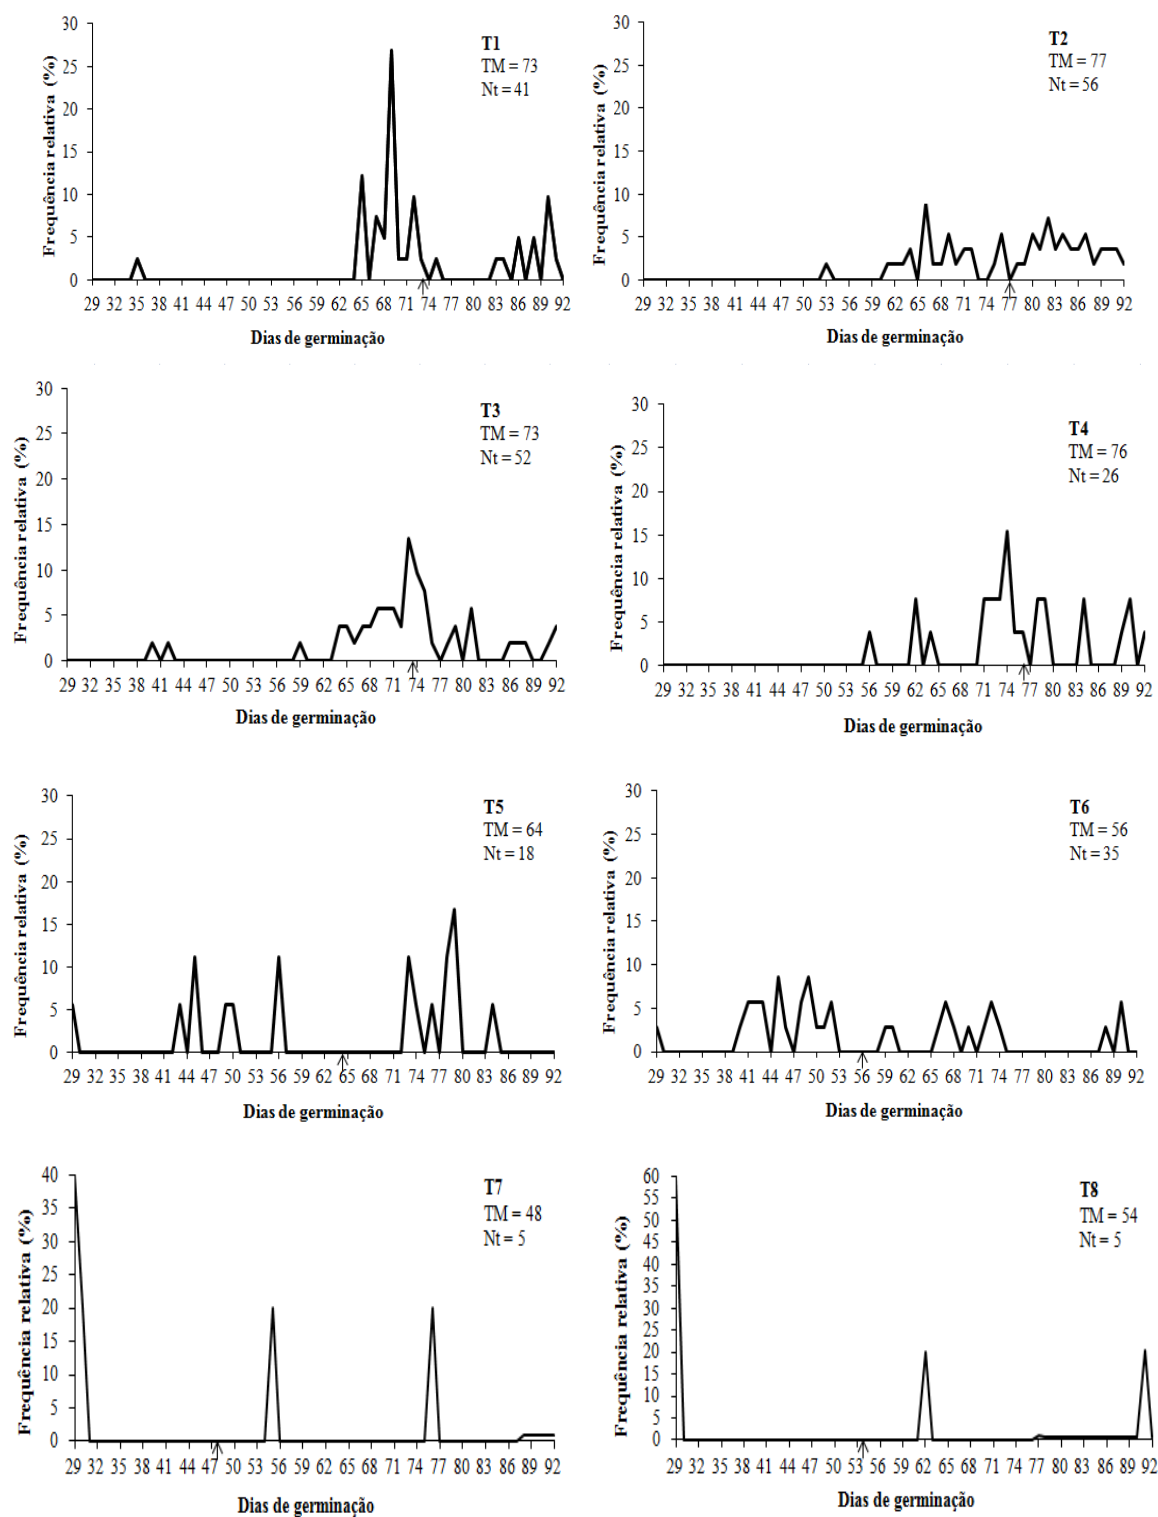 T1
TM = 73
Nt = 41
Frequência relativa (%)
30
25
20
15
10
5
0
29 32 35 38 41 44 47 50 53 56 59 62 65 68 71 74 77 80 83 86 89 92
Dias de germinação
T2
TM = 77
Nt = 56
Frequência relativa (%)
30
25
20
15
10
5
0
29 32 35 38 41 44 47 50 53 56 59 62 65 68 71 74 77 80 83 86 89 92
Dias de germinação
T3
TM = 73
Nt = 52
Frequência relativa (%)
30
25
20
15
10
5
0
29 32 35 38 41 44 47 50 53 56 59 62 65 68 71 74 77 80 83 86 89 92
Dias de germinação
T4
TM = 76
Nt = 26
Frequência relativa (%)
30
25
20
15
10
5
0
29 32 35 38 41 44 47 50 53 56 59 62 65 68 71 74 77 80 83 86 89 92
Dias de germinação
T5
TM = 64
Nt = 18
Frequência relativa (%)
30
25
20
15
10
5
0
29 32 35 38 41 44 47 50 53 56 59 62 65 68 71 74 77 80 83 86 89 92
Dias de germinação
T6
TM = 56
Nt = 35
Frequência relativa (%)
30
25
20
15
10
5
0
29 32 35 38 41 44 47 50 53 56 59 62 65 68 71 74 77 80 83 86 89 92
Dias de germinação
T7
TM = 48
Nt = 5
Frequência relativa (%)
40
35
30
25
20
15
10
5
0
29 32 35 38 41 44 47 50 53 56 59 62 65 68 71 74 77 80 83 86 89 92
Dias de germinação
T8
TM = 54
Nt = 5
Frequência relativa (%)
60
55
50
45
40
35
30
25
20
15
10
5
0
29 32 35 38 41 44 47 50 53 56 59 62 65 68 71 74 77 80 83 86 89 92
Dias de germinação